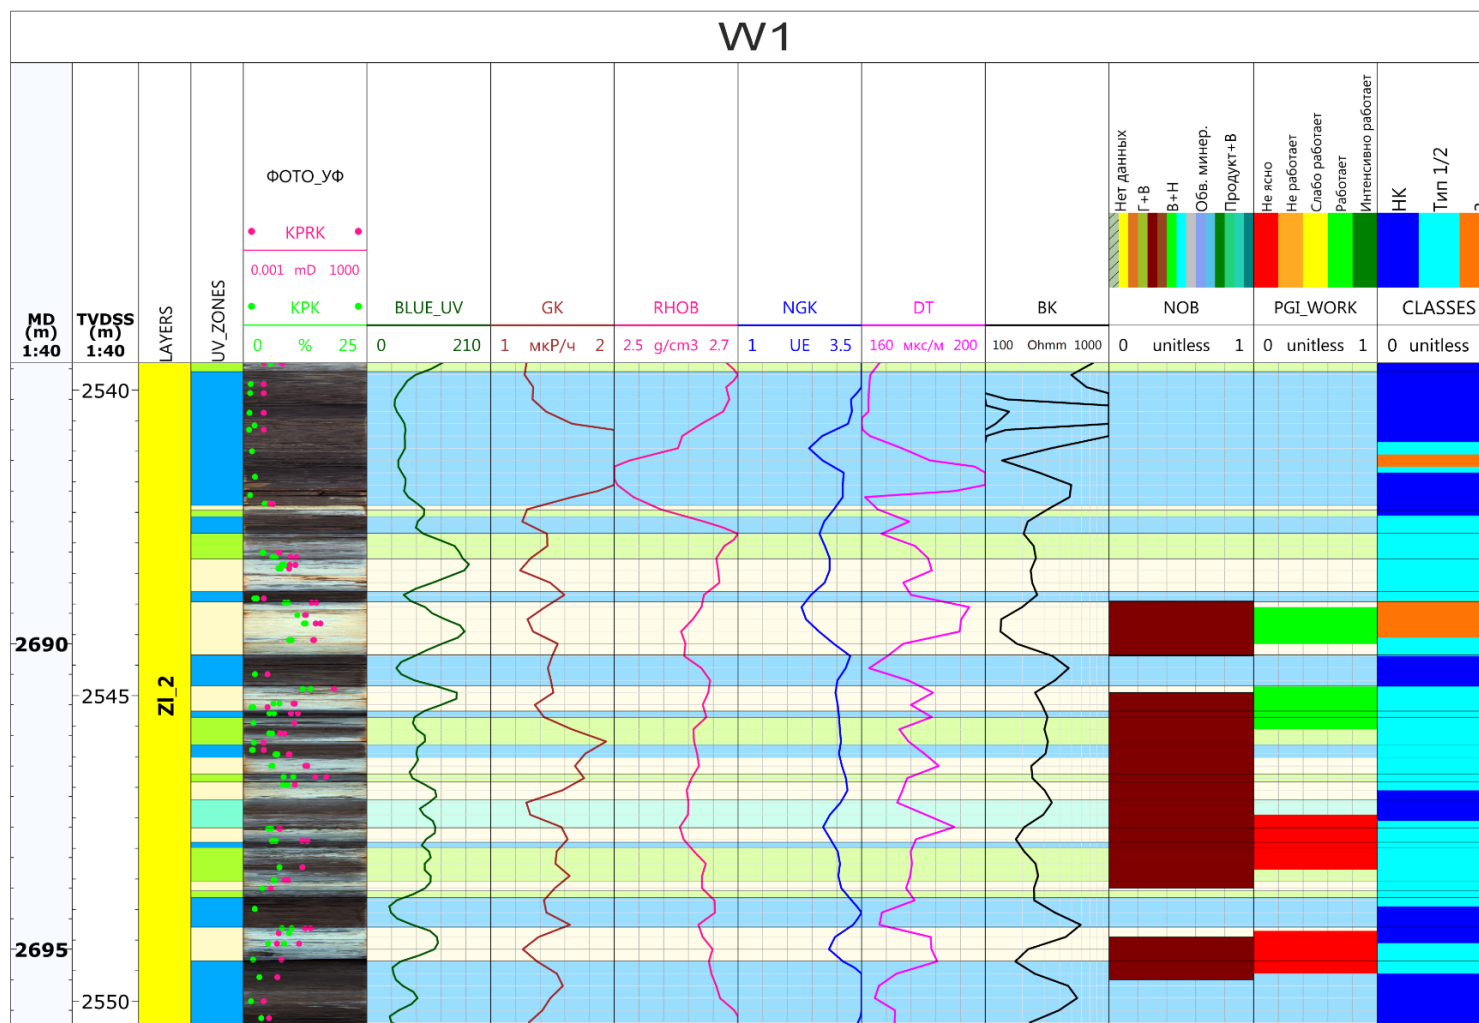 W1
Нет данных
Г+В
В+Н
Обв. минер.
Продукт+В
Не ясно
Не работает
Слабо работает
Работает
Интенсивно работает
НК
Тип 1/2
ФОТО_УФ
KPRK
0.001 mD 1000
MD
(m)
1:40
TVDSS
(m)
1:40
LAYERS
UV_ZONES
KPK
0 % 25
BLUE_UV
0 210
GK
1 мкР/ч 2
RHOB
2.5 g/cm3 2.7
NGK
1 UE 3.5
DT
160 мкс/м 200
BK
100 Ohmm 1000
NOB
0 unitless 1
PGI_WORK
0 unitless 1
CLASSES
0 unitless
2540
2690
2545
ZI_2
2695
2550